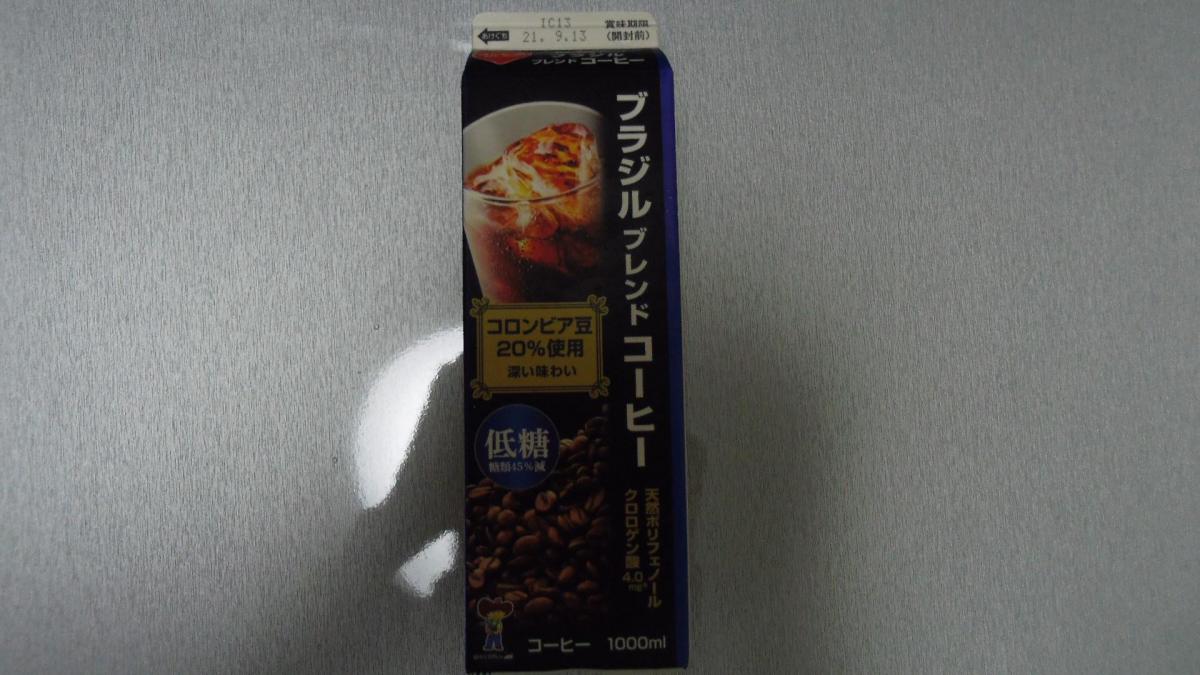 IC13
賞味期限
あけぐち
21. 9.13
(開封前)
ブラジル
ブレンド コーヒー
ブラジル ブレンド コーヒー
コロンビア豆
20%使用
深い味わい
低糖
糖類45%減
天然ポリフェノール
クロロゲン酸 4.0mg
コーヒー 1000ml